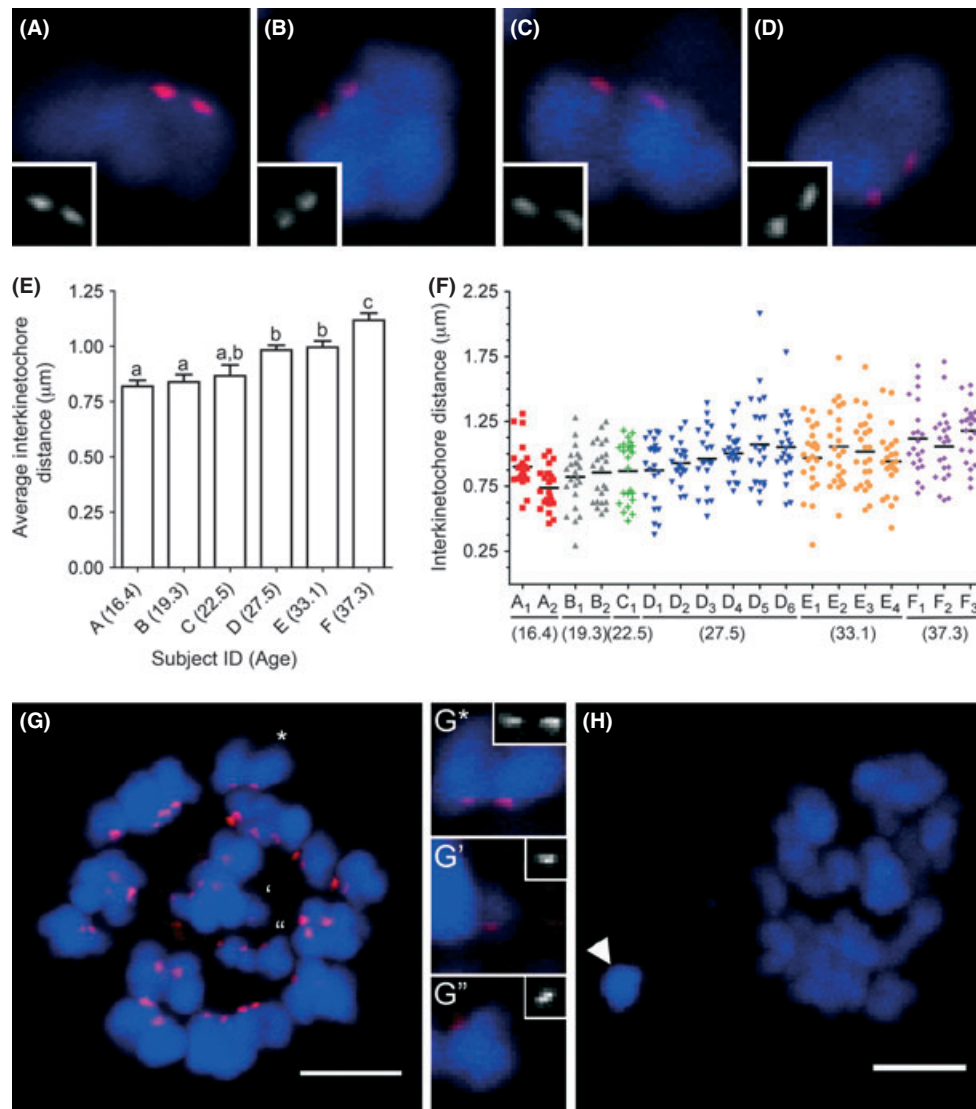 (A)
(B)
(C)
(D)
(E)
Average interkinetochore
distance (μm)
1.25
1.00
0.75
0.50
0.25
0.00
a
a
a,b
b
b
c
A (16.4)
B (19.3)
C (22.5)
D (27.5)
E (33.1)
F (37.3)
Subject ID (Age)
(F)
Interkinetochore distance (μm)
2.25
1.75
1.25
0.75
0.25
A1 A2 B1 B2 C1 D1 D2 D3 D4 D5 D6 E1 E2 E3 E4 F1 F2 F3
(16.4) (19.3)(22.5) (27.5) (33.1) (37.3)
(G)
*
‘
“
G*
G'
G"
(H)